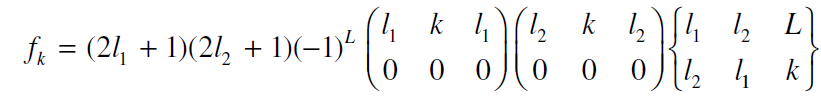 $f_k = (2l_1 + 1)(2l_2 + 1)(-1)^L \begin{pmatrix} l_1 & k & l_1 \\ 0 & 0 & 0 \end{pmatrix} \begin{pmatrix} l_2 & k & l_2 \\ 0 & 0 & 0 \end{pmatrix} \begin{Bmatrix} l_1 & l_2 & L \\ l_2 & l_1 & k \end{Bmatrix}$